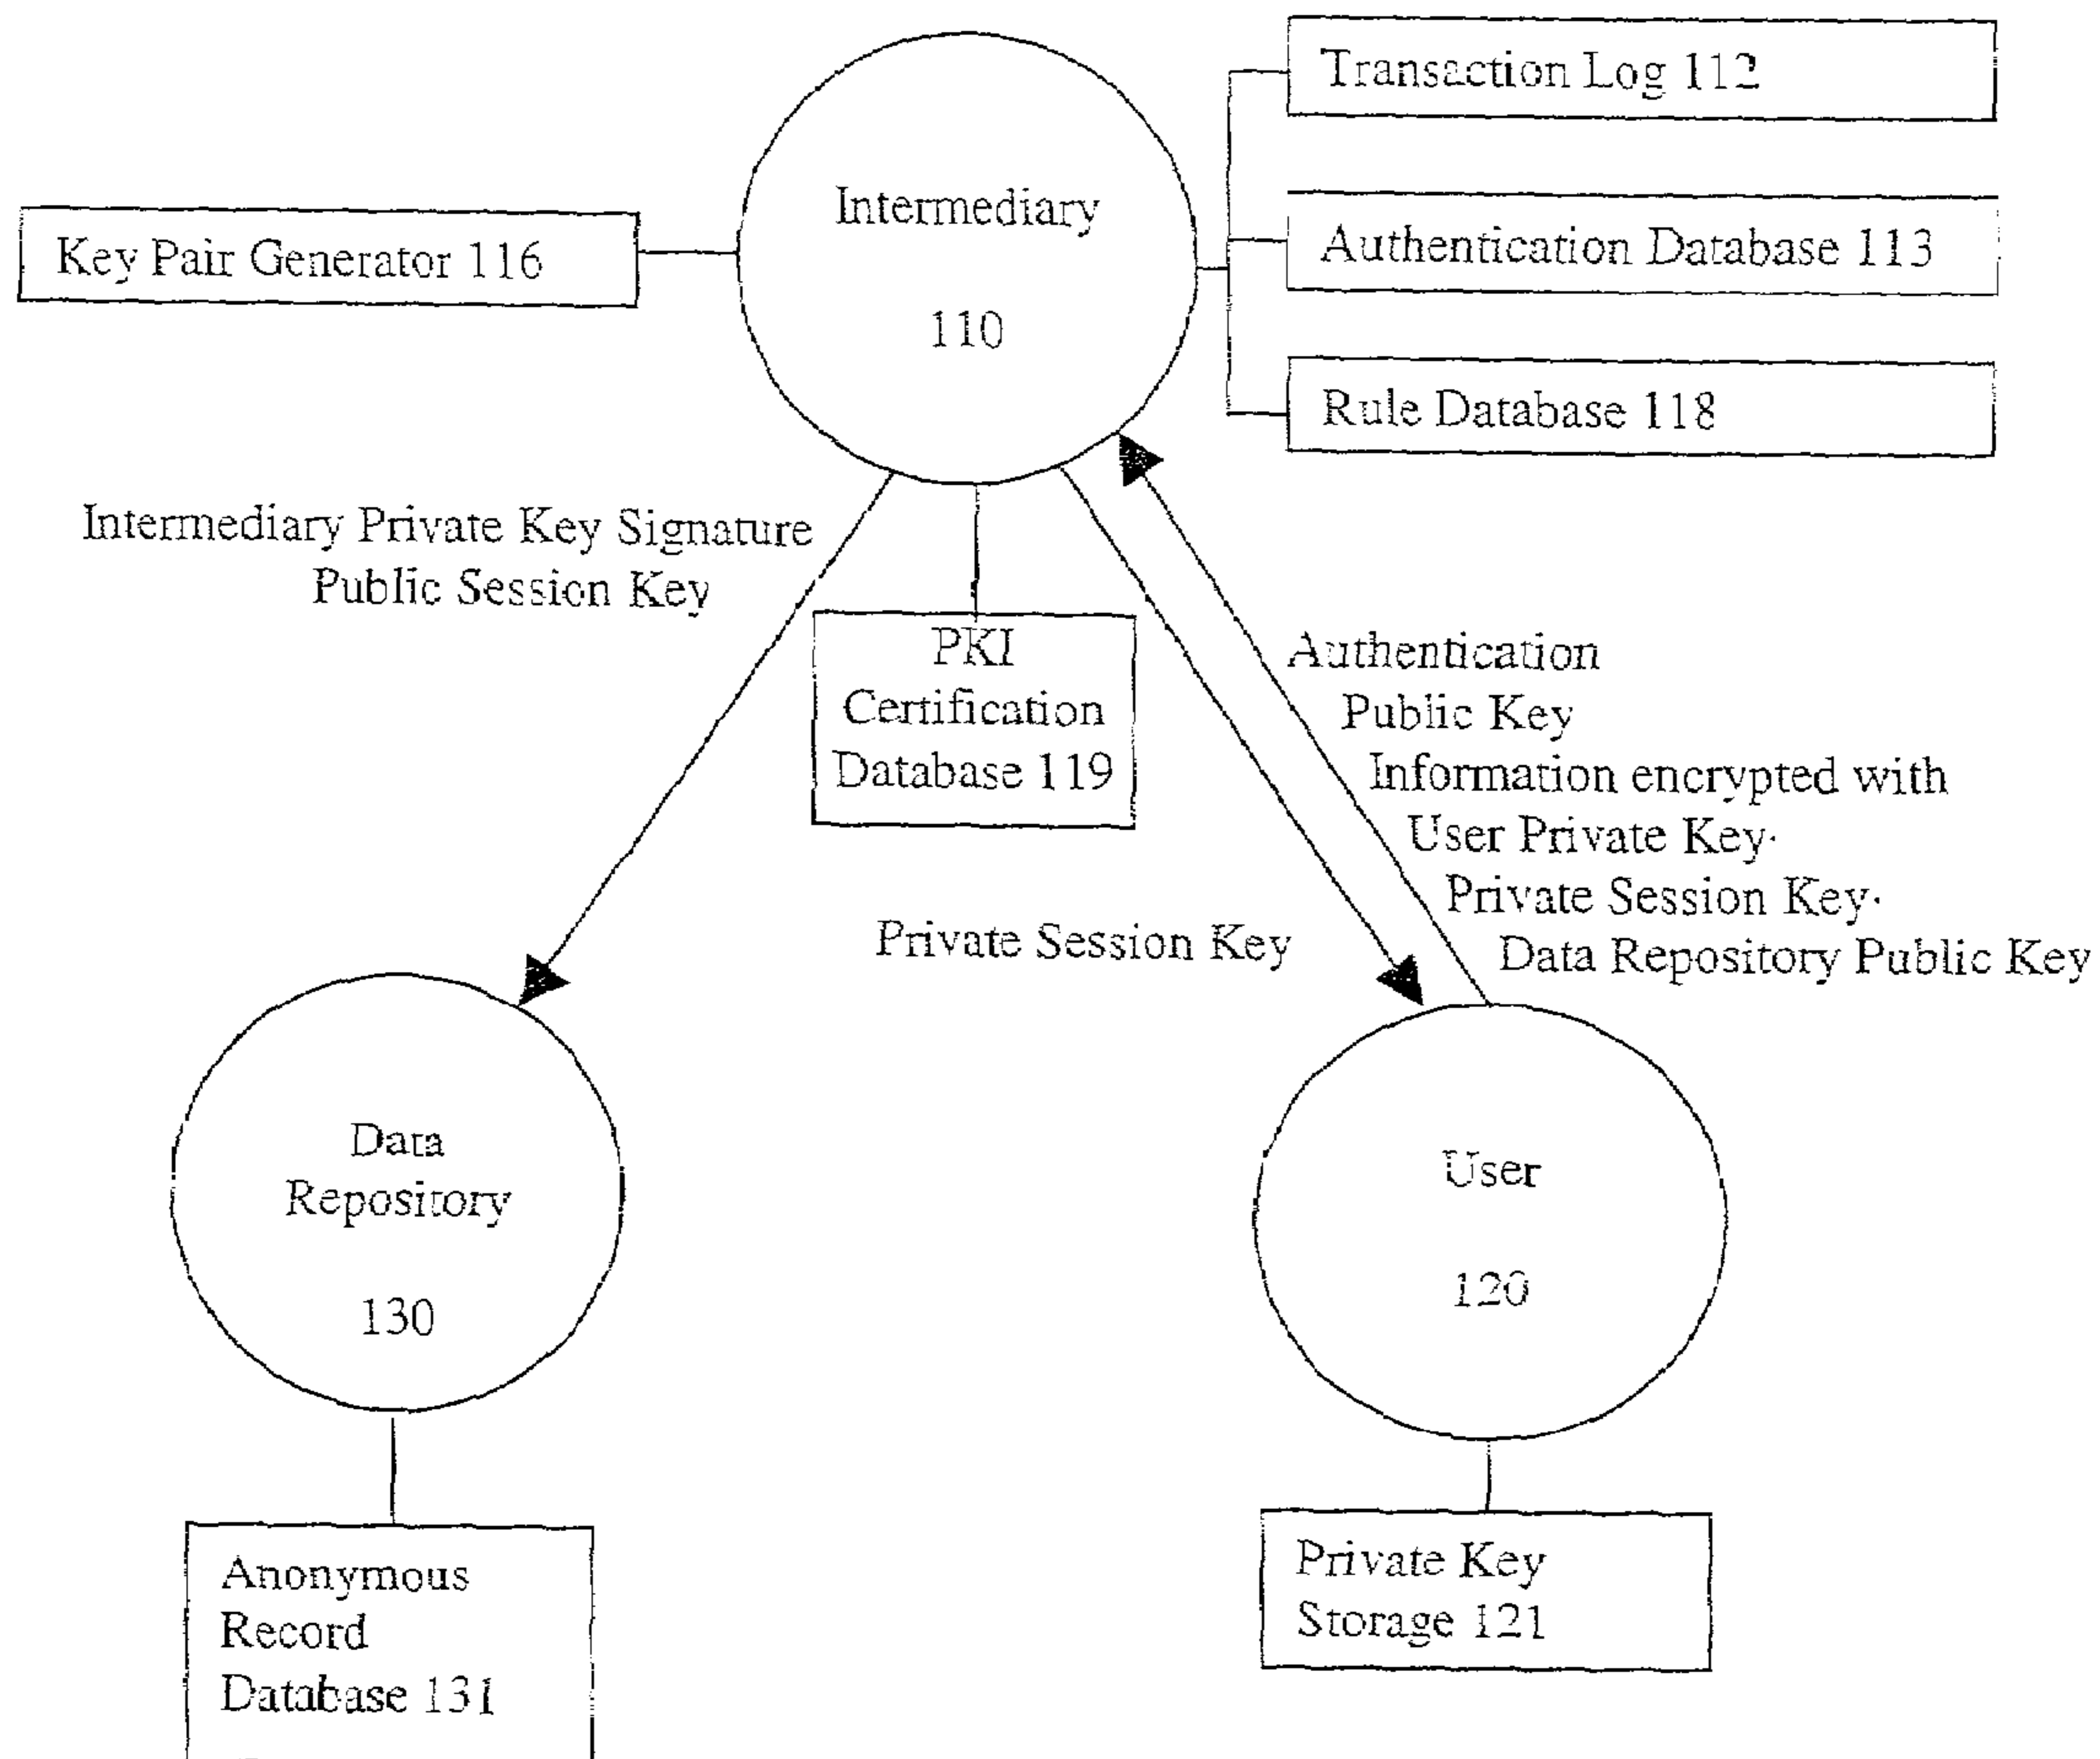 Transaction Log 112
Intermediary
110
Key Pair Generator 116
Authentication Database 113
Rule Database 118
Intermediary Private Key Signature
Public Session Key
PKI
Certification
Database 119
Authentication
Public Key
Information encrypted with
User Private Key·
Private Session Key·
Data Repository Public Key
Private Session Key
Data
Repository
130
User
120
Anonymous
Record
Database 131
Private Key
Storage 121